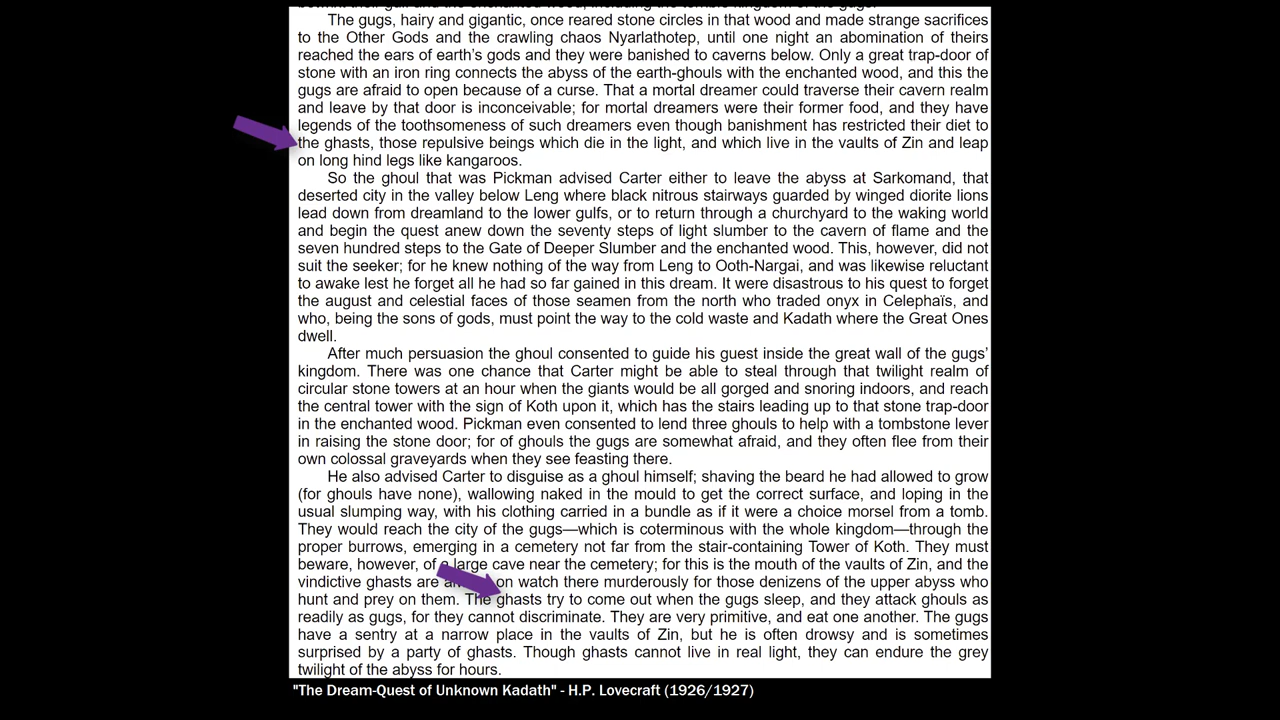 The gugs, hairy and gigantic, once reared stone circles in that wood and made strange sacrifices
to the Other Gods and the crawling chaos Nyarlathotep, until one night an abomination of theirs
reached the ears of earth's gods and they were banished to caverns below. Only a great trap-door of
stone with an iron ring connects the abyss of the earth-ghouls with the enchanted wood, and this the
gugs are afraid to open because of a curse. That a mortal dreamer could traverse their cavern realm
and leave by that door is inconceivable; for mortal dreamers were their former food, and they have
legends of the toothsomeness of such dreamers even though banishment has restricted their diet to
the ghasts, those repulsive beings which die in the light, and which live in the vaults of Zin and leap
on long hind legs like kangaroos.
So the ghoul that was Pickman advised Carter either to leave the abyss at Sarkomand, that
deserted city in the valley below Leng where black nitrous stairways guarded by winged diorite lions
lead down from dreamland to the lower gulfs, or to return through a churchyard to the waking world
and begin the quest anew down the seventy steps of light slumber to the cavern of flame and the
seven hundred steps to the Gate of Deeper Slumber and the enchanted wood. This, however, did not
suit the seeker; for he knew nothing of the way from Leng to Ooth-Nargai, and was likewise reluctant
to awake lest he forget all he had so far gained in this dream. It were disastrous to his quest to forget
the august and celestial faces of those seamen from the north who traded onyx in Celephaïs, and
who, being the sons of gods, must point the way to the cold waste and Kadath where the Great Ones
dwell.
After much persuasion the ghoul consented to guide his guest inside the great wall of the gugs'
kingdom. There was one chance that Carter might be able to steal through that twilight realm of
circular stone towers at an hour when the giants would be all gorged and snoring indoors, and reach
the central tower with the sign of Koth upon it, which has the stairs leading up to that stone trap-door
in the enchanted wood. Pickman even consented to lend three ghouls to help with a tombstone lever
in raising the stone door; for of ghouls the gugs are somewhat afraid, and they often flee from their
own colossal graveyards when they see feasting there.
He also advised Carter to disguise as a ghoul himself; shaving the beard he had allowed to grow
(for ghouls have none), wallowing naked in the mould to get the correct surface, and loping in the
usual slumping way, with his clothing carried in a bundle as if it were a choice morsel from a tomb.
They would reach the city of the gugs—which is coterminous with the whole kingdom—through the
proper burrows, emerging in a cemetery not far from the stair-containing Tower of Koth. They must
beware, however, of a large cave near the cemetery; for this is the mouth of the vaults of Zin, and the
vindictive ghasts are on watch there murderously for those denizens of the upper abyss who
hunt and prey on them. The ghasts try to come out when the gugs sleep, and they attack ghouls as
readily as gugs, for they cannot discriminate. They are very primitive, and eat one another. The gugs
have a sentry at a narrow place in the vaults of Zin, but he is often drowsy and is sometimes
surprised by a party of ghasts. Though ghasts cannot live in real light, they can endure the grey
twilight of the abyss for hours.
"The Dream-Quest of Unknown Kadath" - H.P. Lovecraft (1926/1927)